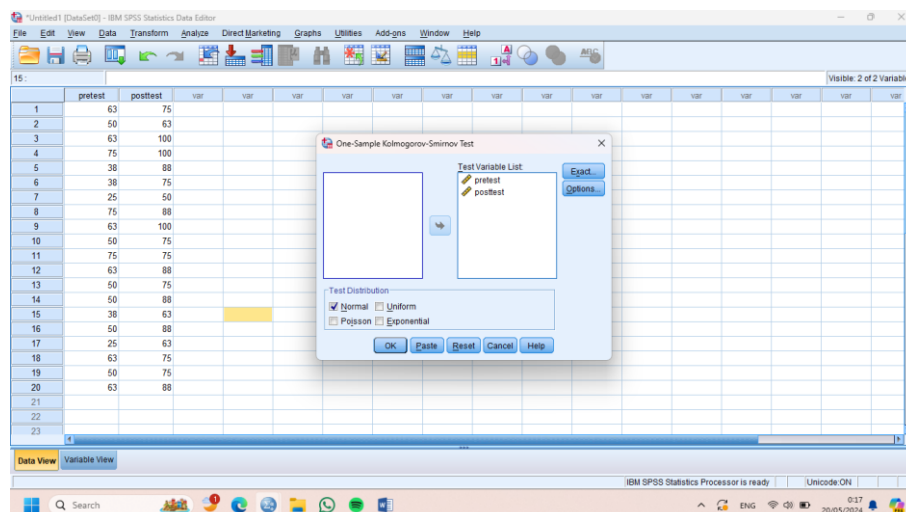 *Untitled1 [DataSet0] - IBM SPSS Statistics Data Editor
File Edit View Data Transform Analyze Direct Marketing Graphs Utilities Add-ons Window Help
15 :
Visible: 2 of 2 Variabl
pretest posttest var var var var var var var var var var var var var var
1 63 75
2 50 63
3 63 100
4 75 100
5 38 88
6 38 75
7 25 50
8 75 88
9 63 100
10 50 75
11 75 75
12 63 88
13 50 75
14 50 88
15 38 63
16 50 88
17 25 63
18 63 75
19 50 75
20 63 88
21
22
23
One-Sample Kolmogorov-Smirnov Test
Test Variable List:
pretest
posttest
Exact...
Options...
Test Distribution
Normal Uniform
Poisson Exponential
OK Paste Reset Cancel Help
Data View Variable View
IBM SPSS Statistics Processor is ready Unicode:ON
Search
9
ENG
0:17
20/05/2024